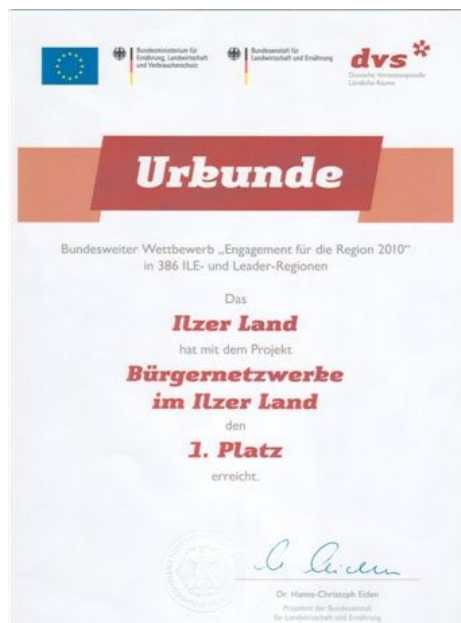 Bundesministerium für
Ernährung, Landwirtschaft
und Verbraucherschutz
Bundesanstalt für
Landwirtschaft und Ernährung
dvs*
Deutsche Vernetzungsstelle
Ländliche Räume
Urkunde
Bundesweiter Wettbewerb „Engagement für die Region 2010“
in 386 ILE- und Leader-Regionen
Das
Ilzer Land
hat mit dem Projekt
Bürgernetzwerke
im Ilzer Land
den
1. Platz
erreicht.
Dr. Hanns-Christoph Eiden
Präsident der Bundesanstalt
für Landwirtschaft und Ernährung